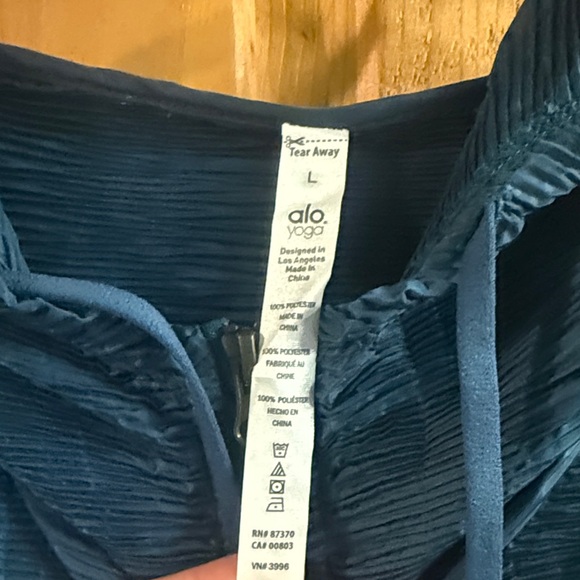 Tear Away
L
alo
yoga
Designed in
Los Angeles
Made in
China
100% POLYESTER
MADE IN
CHINA
100% POLYESTER
FABRIQUÉ AU
CHINE
100% POLIÉSTER
HECHO EN
CHINA
RN# 87370
CA# 00803
VN# 3996